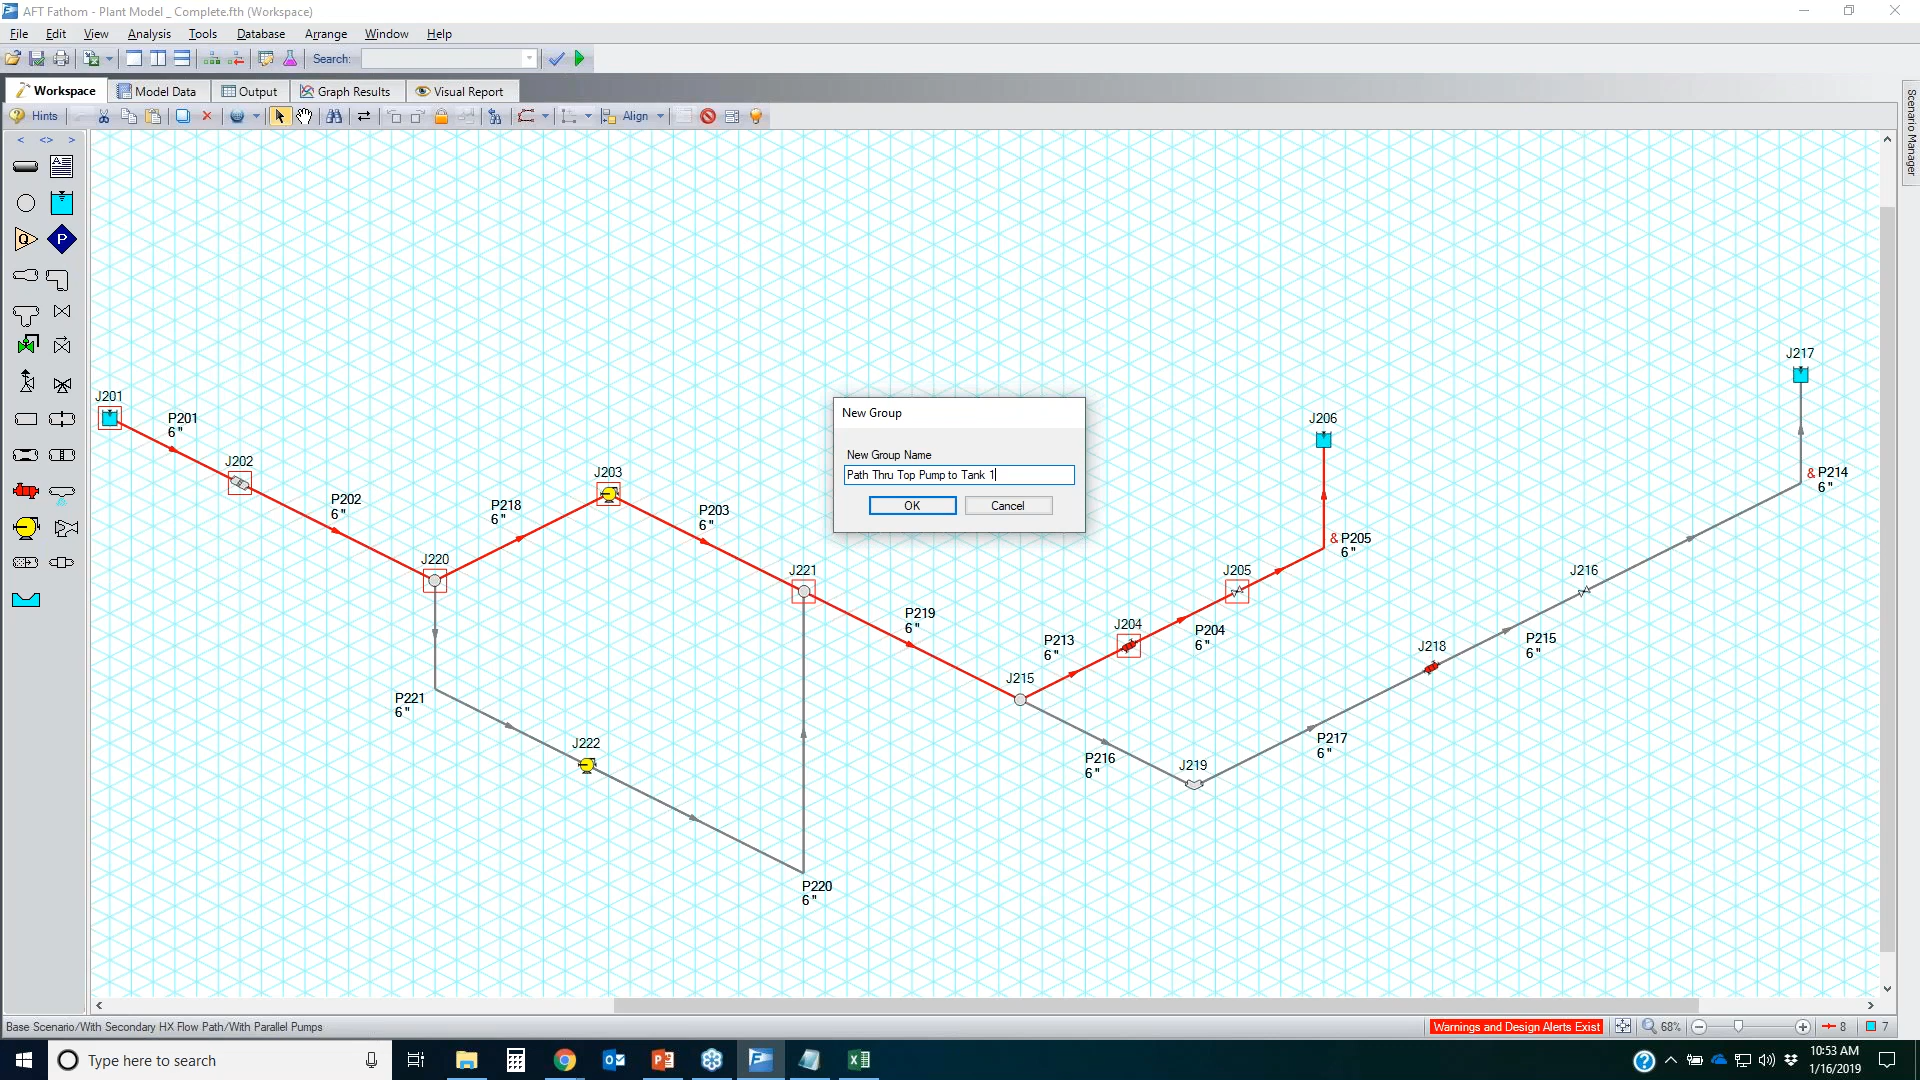 AFT Fathom - Plant Model _ Complete.fth (Workspace)
File Edit View Analysis Tools Database Arrange Window Help
Search:
Workspace Model Data Output Graph Results Visual Report
Hints Align
Scenario Manager
< <> >
A
Q P
J217
J201
P201
6"
J206
J202
J203
& P214
6"
P202
6"
P218
6"
P203
6"
New Group
New Group Name
Path Thru Top Pump to Tank 1
OK Cancel
& P205
6"
J220
J221
J205
J216
P219
6"
J204
P204
6"
P213
6"
J218
P215
6"
J215
P221
6"
J222
P216
6"
J219
P217
6"
P220
6"
Base Scenario/With Secondary HX Flow Path/With Parallel Pumps
Warnings and Design Alerts Exist 68% 8 7
Type here to search
10:53 AM
1/16/2019